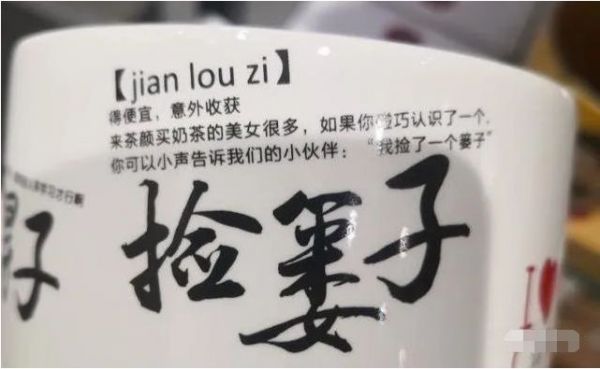 【jian lou zi】
得便宜，意外收获
来茶颜买奶茶的美女很多，如果你碰巧认识了一个，
你可以小声告诉我们的小伙伴：“我捡了一个篓子”
捡篓子
子
I